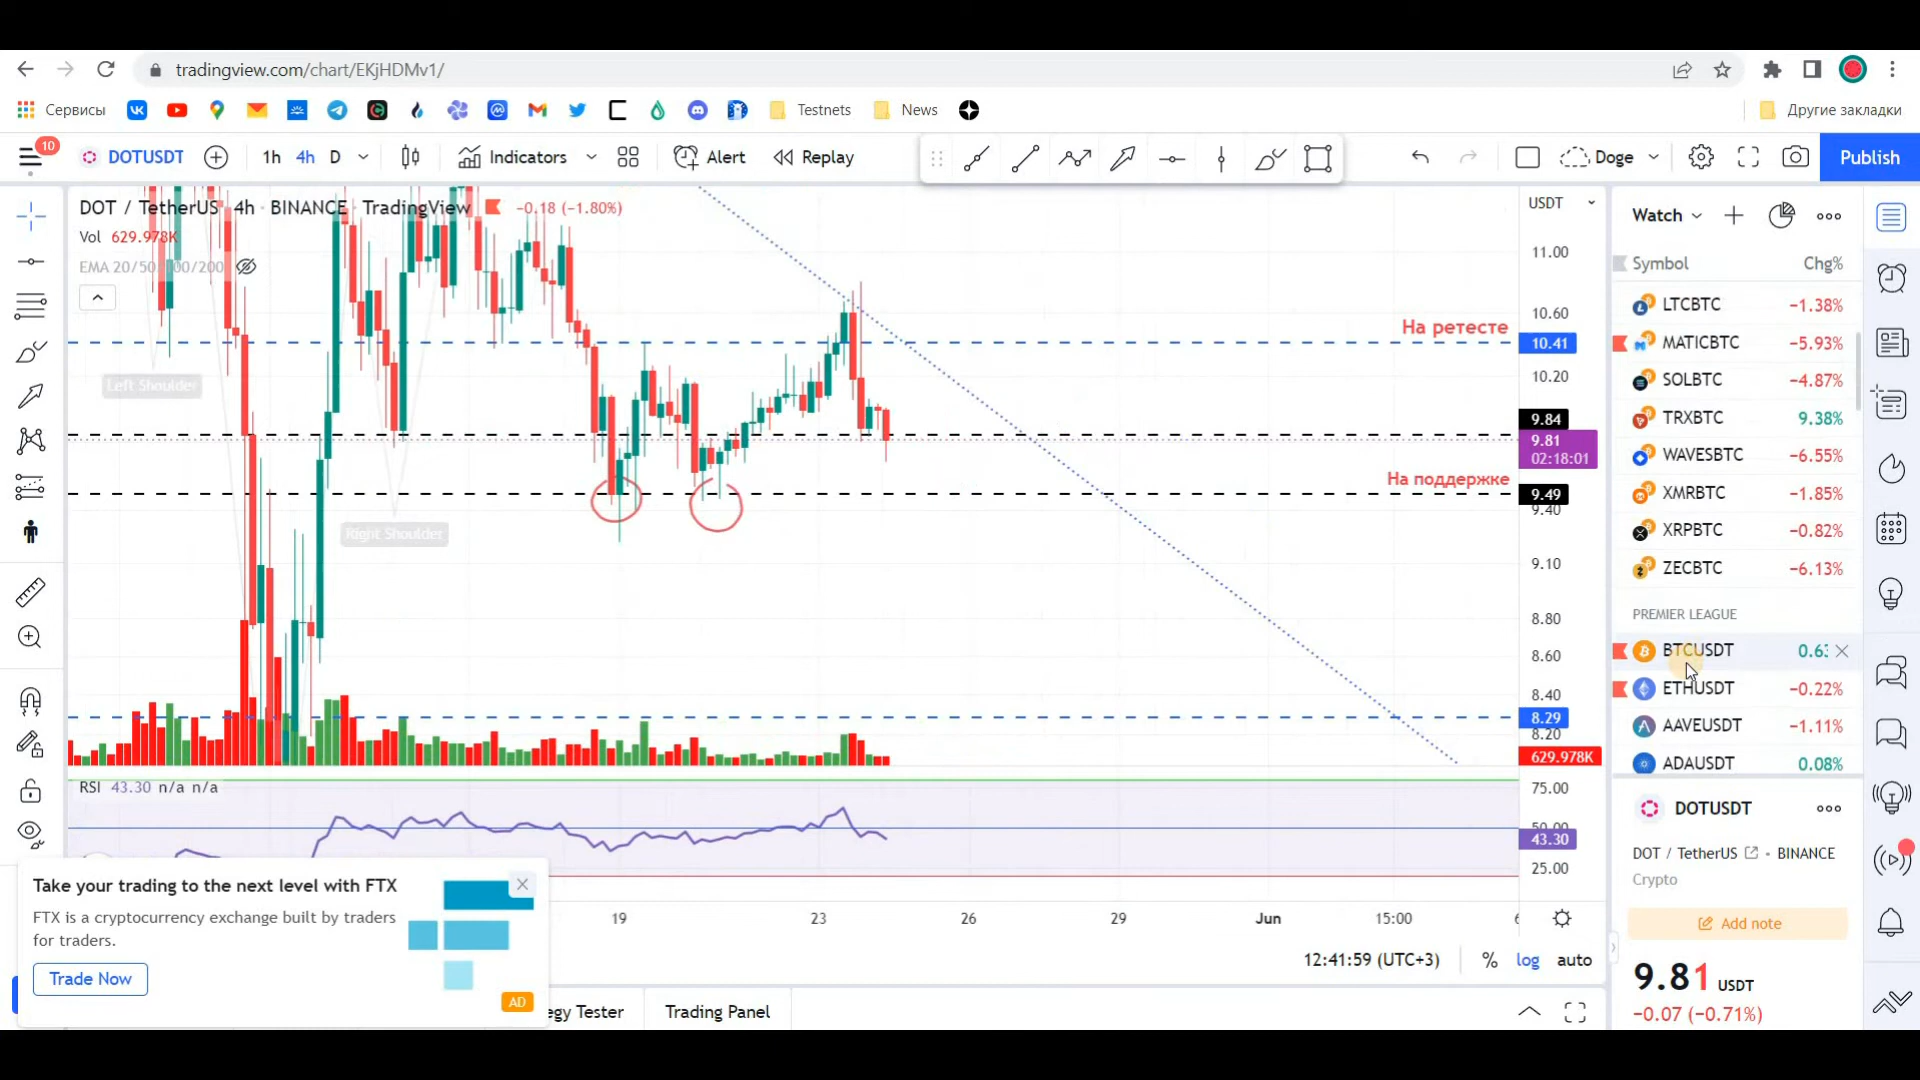 tradingview.com/chart/EKjHDMv1/
Сервисы
Testnets
News
Другие закладки
10
DOTUSDT
1h
4h
D
Indicators
Alert
Replay
Doge
Publish
DOT / TetherUS · 4h · BINANCE · TradingView
−0.18 (−1.80%)
Vol 629.978K
EMA 20/50/100/200
Left Shoulder
Right Shoulder
На ретесте
На поддержке
USDT
11.00
10.60
10.41
10.20
9.84
9.81
02:18:01
9.49
9.40
9.10
8.80
8.60
8.40
8.29
8.20
629.978K
RSI 43.30 n/a n/a
75.00
50.00
43.30
25.00
19
23
26
29
Jun
15:00
12:41:59 (UTC+3)
%
log
auto
Take your trading to the next level with FTX
FTX is a cryptocurrency exchange built by traders
for traders.
Trade Now
AD
egy Tester
Trading Panel
Watch
Symbol
Chg%
LTCBTC −1.38%
MATICBTC −5.93%
SOLBTC −4.87%
TRXBTC 9.38%
WAVESBTC −6.55%
XMRBTC −1.85%
XRPBTC −0.82%
ZECBTC −6.13%
PREMIER LEAGUE
BTCUSDT 0.63
ETHUSDT −0.22%
AAVEUSDT −1.11%
ADAUSDT 0.08%
DOTUSDT
DOT / TetherUS • BINANCE
Crypto
Add note
9.81 USDT
−0.07 (−0.71%)